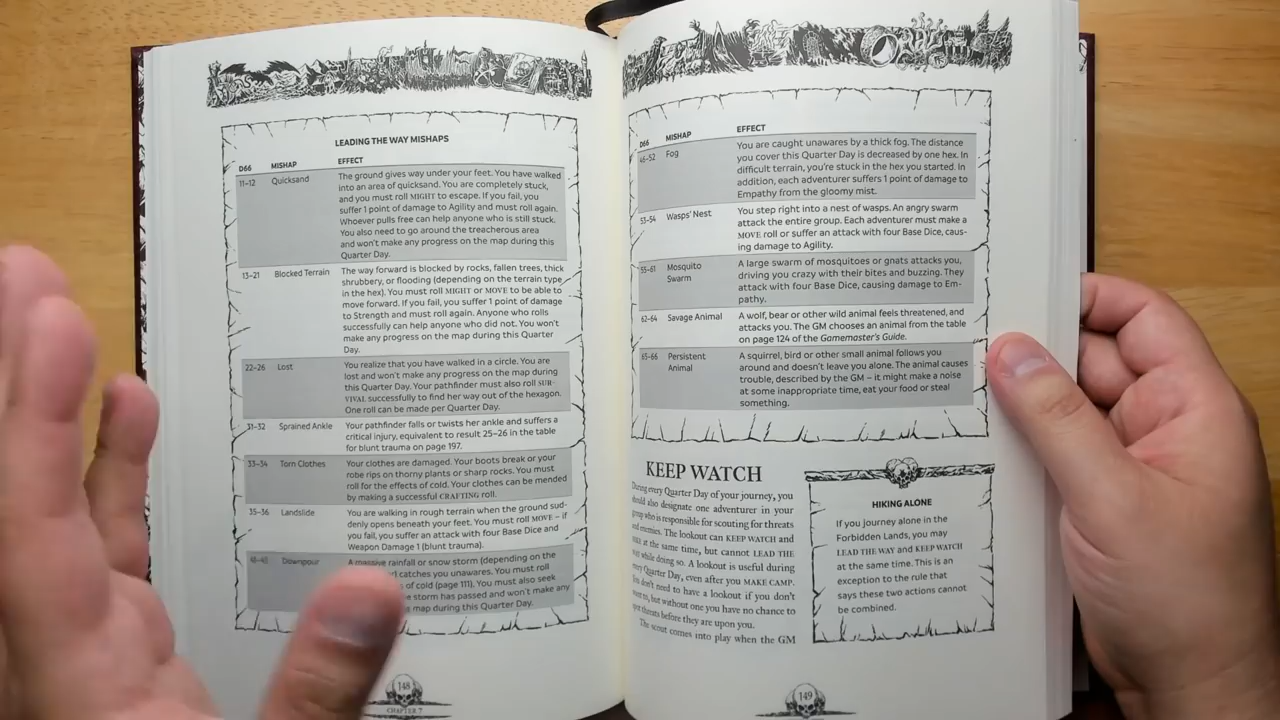 LEADING THE WAY MISHAPS
D66 MISHAP EFFECT
11–12 Quicksand The ground gives way under your feet. You have walked
into an area of quicksand. You are completely stuck,
and you must roll MIGHT to escape. If you fail, you
suffer 1 point of damage to Agility and must roll again.
Whoever pulls free can help anyone who is still stuck.
You also need to go around the treacherous area
and won't make any progress on the map during this
Quarter Day.
13–21 Blocked Terrain The way forward is blocked by rocks, fallen trees, thick
shrubbery, or flooding (depending on the terrain type
in the hex). You must roll MIGHT or MOVE to be able to
move forward. If you fail, you suffer 1 point of damage
to Strength and must roll again. Anyone who rolls
successfully can help anyone who did not. You won't
make any progress on the map during this Quarter
Day.
22–26 Lost You realize that you have walked in a circle. You are
lost and won't make any progress on the map during
this Quarter Day. Your pathfinder must also roll SUR-
VIVAL successfully to find her way out of the hexagon.
One roll can be made per Quarter Day.
31–32 Sprained Ankle Your pathfinder falls or twists her ankle and suffers a
critical injury, equivalent to result 25–26 in the table
for blunt trauma on page 197.
33–34 Torn Clothes Your clothes are damaged. Your boots break or your
robe rips on thorny plants or sharp rocks. You must
roll for the effects of cold. Your clothes can be mended
by making a successful CRAFTING roll.
35–36 Landslide You are walking in rough terrain when the ground sud-
denly opens beneath your feet. You must roll MOVE – if
you fail, you suffer an attack with four Base Dice and
Weapon Damage 1 (blunt trauma).
Downpour A massive rainfall or snow storm (depending on the
catches you unawares. You must roll
of cold (page 111). You must also seek
storm has passed and won't make any
map during this Quarter Day.
148
CHAPTER 7
D66 MISHAP EFFECT
46–52 Fog You are caught unawares by a thick fog. The distance
you cover this Quarter Day is decreased by one hex. In
difficult terrain, you're stuck in the hex you started. In
addition, each adventurer suffers 1 point of damage to
Empathy from the gloomy mist.
53–54 Wasps' Nest You step right into a nest of wasps. An angry swarm
attack the entire group. Each adventurer must make a
MOVE roll or suffer an attack with four Base Dice, caus-
ing damage to Agility.
55–61 Mosquito Swarm A large swarm of mosquitoes or gnats attacks you,
driving you crazy with their bites and buzzing. They
attack with four Base Dice, causing damage to Em-
pathy.
62–64 Savage Animal A wolf, bear or other wild animal feels threatened, and
attacks you. The GM chooses an animal from the table
on page 124 of the Gamemaster's Guide.
65–66 Persistent Animal A squirrel, bird or other small animal follows you
around and doesn't leave you alone. The animal causes
trouble, described by the GM – it might make a noise
at some inappropriate time, eat your food or steal
something.
KEEP WATCH
During every Quarter Day of your journey, you
should also designate one adventurer in your
group who is responsible for scouting for threats
and enemies. The lookout can KEEP WATCH and
walk at the same time, but cannot LEAD THE
WAY while doing so. A lookout is useful during
every Quarter Day, even after you MAKE CAMP.
You don't need to have a lookout if you don't
want to, but without one you have no chance to
spot threats before they are upon you.
The scout comes into play when the GM
HIKING ALONE
If you journey alone in the
Forbidden Lands, you may
LEAD THE WAY and KEEP WATCH
at the same time. This is an
exception to the rule that
says these two actions cannot
be combined.
149